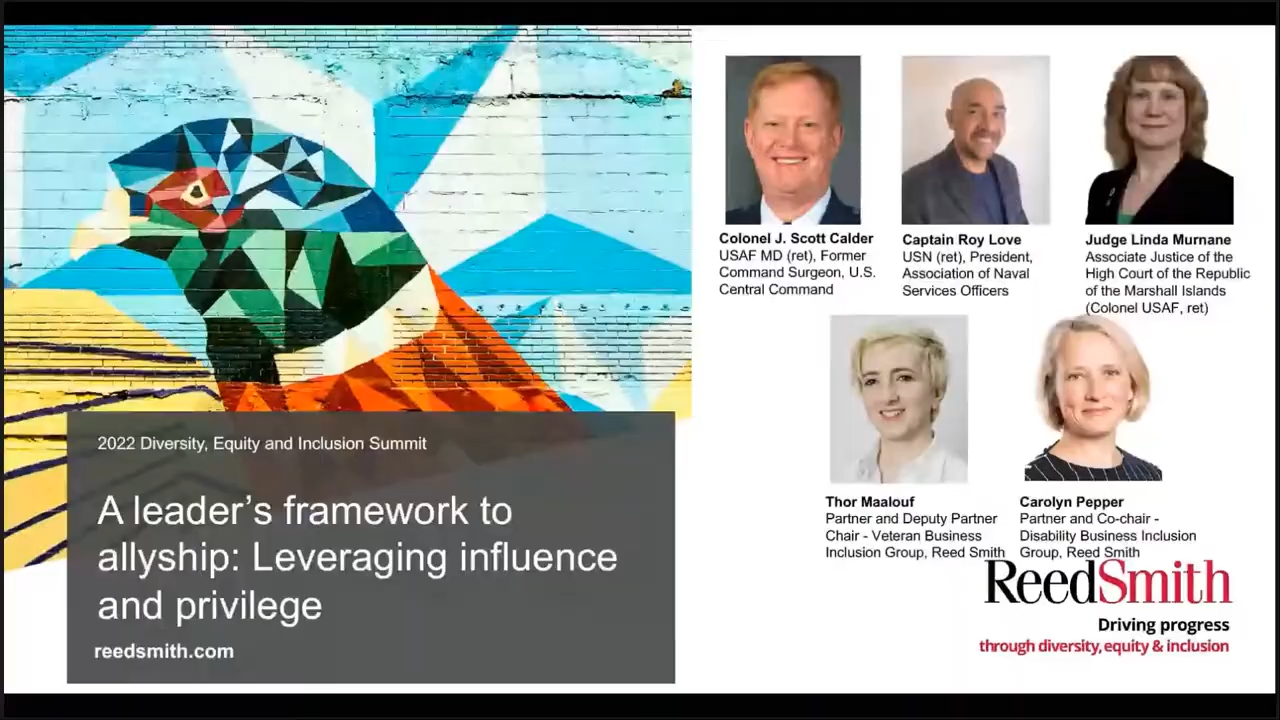 2022 Diversity, Equity and Inclusion Summit
A leader's framework to
allyship: Leveraging influence
and privilege
reedsmith.com
Colonel J. Scott Calder
USAF MD (ret), Former
Command Surgeon, U.S.
Central Command
Captain Roy Love
USN (ret), President,
Association of Naval
Services Officers
Judge Linda Murnane
Associate Justice of the
High Court of the Republic
of the Marshall Islands
(Colonel USAF, ret)
Thor Maalouf
Partner and Deputy Partner
Chair - Veteran Business
Inclusion Group, Reed Smith
Carolyn Pepper
Partner and Co-chair -
Disability Business Inclusion
Group, Reed Smith
ReedSmith
Driving progress
through diversity, equity & inclusion